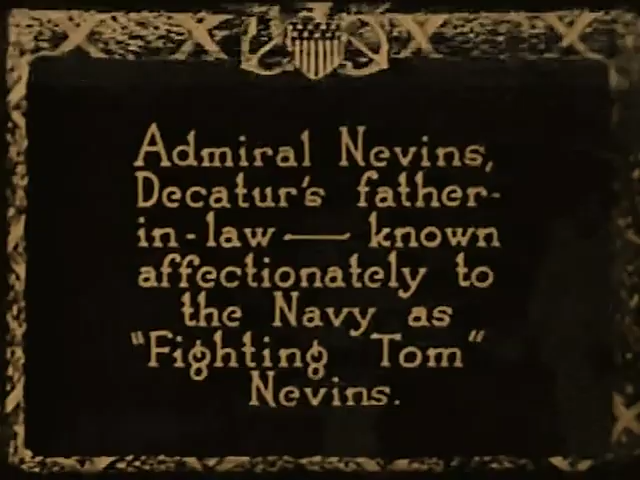 Admiral Nevins,
Decatur's father-
in-law — known
affectionately to
the Navy as
"Fighting Tom"
Nevins.